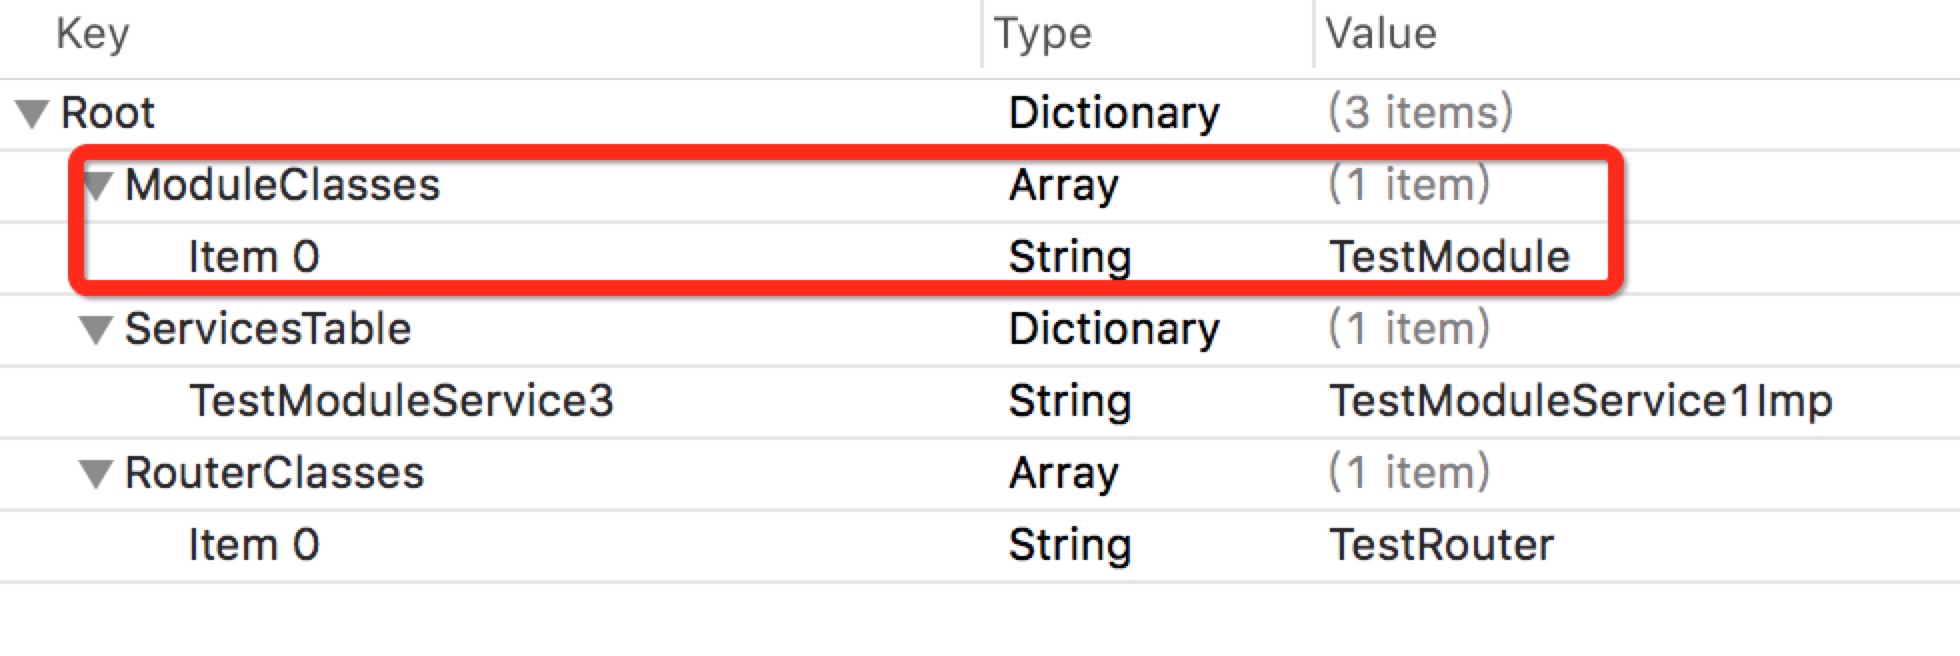 Key Type Value
Root Dictionary (3 items)
ModuleClasses Array (1 item)
Item 0 String TestModule
ServicesTable Dictionary (1 item)
TestModuleService3 String TestModuleService1Imp
RouterClasses Array (1 item)
Item 0 String TestRouter